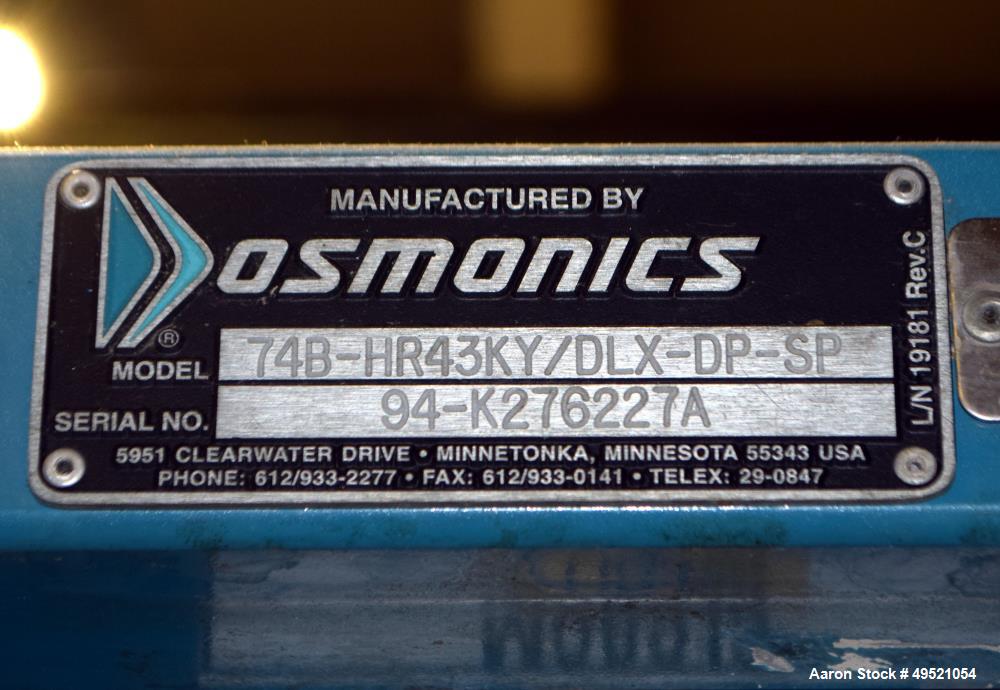 MANUFACTURED BY
OSMONICS
®
MODEL 74B-HR43KY/DLX-DP-SP
SERIAL NO. 94-K276227A
5951 CLEARWATER DRIVE • MINNETONKA, MINNESOTA 55343 USA
PHONE: 612/933-2277 • FAX: 612/933-0141 • TELEX: 29-0847
L/N 19181 Rev.C
Aaron Stock # 49521054